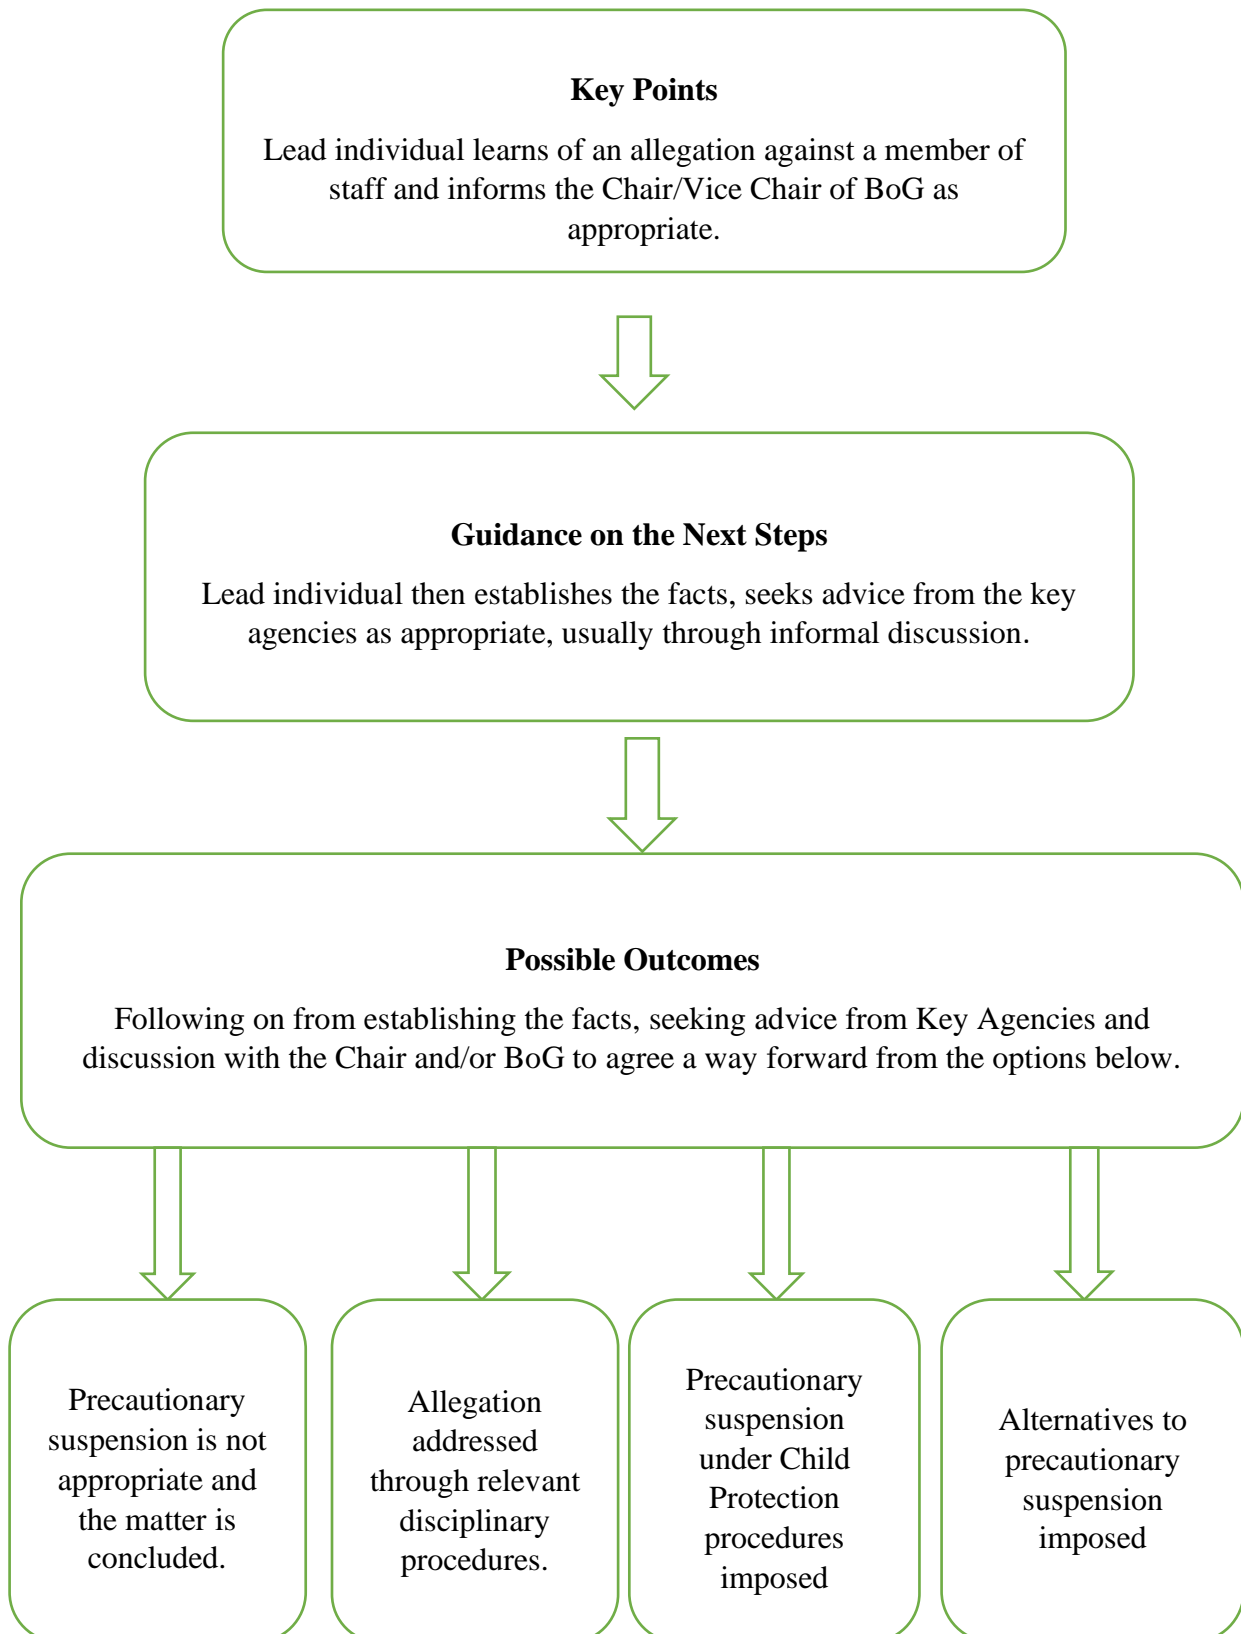 Key Points
Lead individual learns of an allegation against a member of
staff and informs the Chair/Vice Chair of BoG as
appropriate.
Guidance on the Next Steps
Lead individual then establishes the facts, seeks advice from the key
agencies as appropriate, usually through informal discussion.
Possible Outcomes
Following on from establishing the facts, seeking advice from Key Agencies and
discussion with the Chair and/or BoG to agree a way forward from the options below.
Precautionary
suspension is not
appropriate and
the matter is
concluded.
Allegation
addressed
through relevant
disciplinary
procedures.
Precautionary
suspension
under Child
Protection
procedures
imposed
Alternatives to
precautionary
suspension
imposed